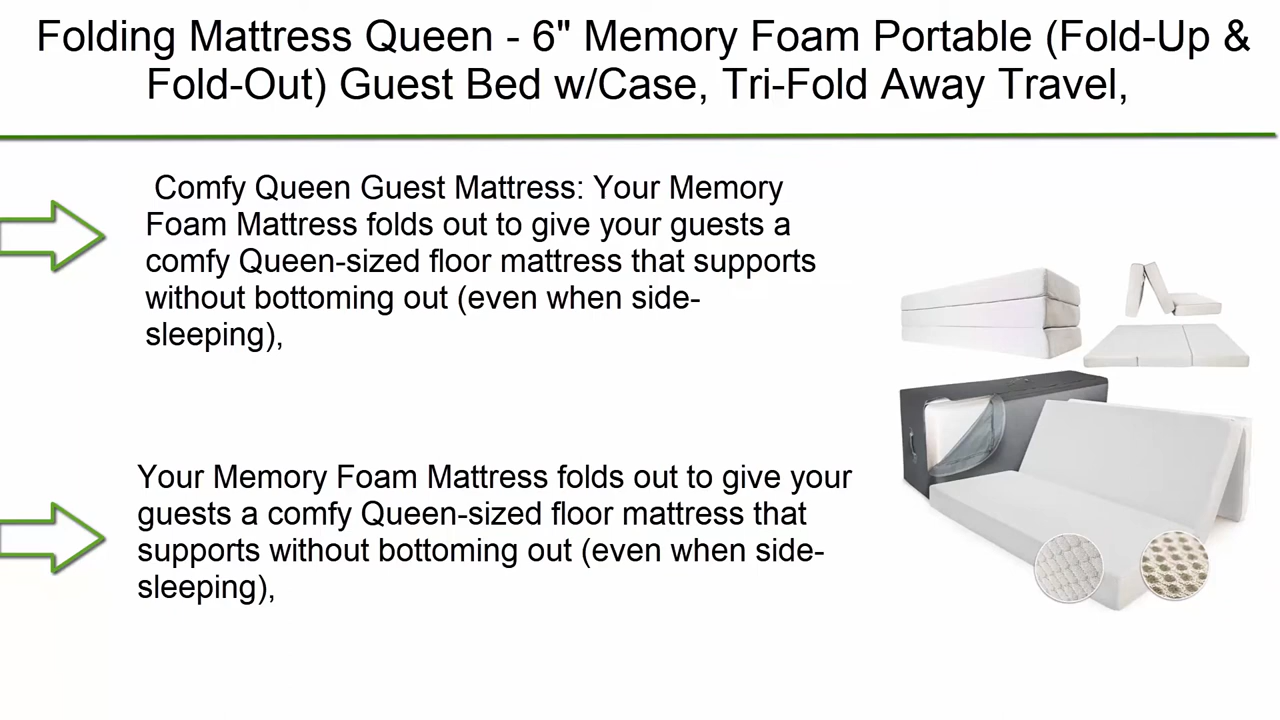 Folding Mattress Queen - 6" Memory Foam Portable (Fold-Up &
Fold-Out) Guest Bed w/Case, Tri-Fold Away Travel,
Comfy Queen Guest Mattress: Your Memory
Foam Mattress folds out to give your guests a
comfy Queen-sized floor mattress that supports
without bottoming out (even when side-
sleeping),
Your Memory Foam Mattress folds out to give your
guests a comfy Queen-sized floor mattress that
supports without bottoming out (even when side-
sleeping),